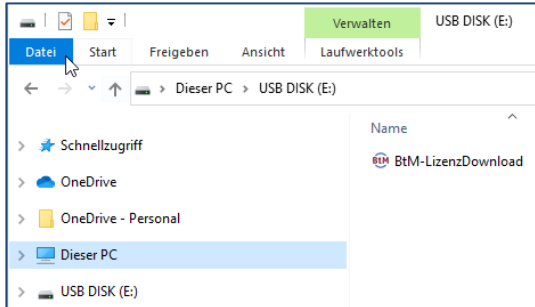 Verwalten USB DISK (E:)
Datei Start Freigeben Ansicht Laufwerktools
Dieser PC USB DISK (E:)
Name
Schnellzugriff
BtM BtM-LizenzDownload
OneDrive
OneDrive - Personal
Dieser PC
USB DISK (E:)